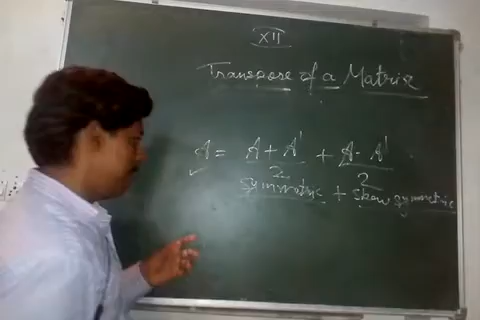 XII
Transpose of a Matrix
A = A + A' / 2 + A - A' / 2
symmetric + skew symmetric